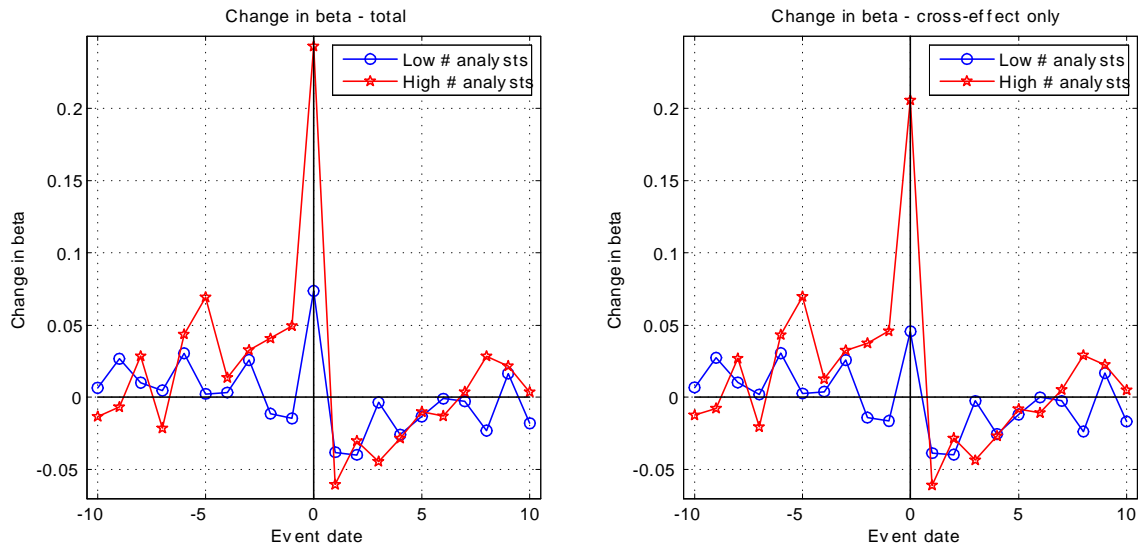 Change in beta - total
Low # analysts
High # analysts
0.2
0.15
0.1
0.05
0
-0.05
Change in beta
-10
-5
0
5
10
Event date
Change in beta - cross-effect only
Low # analysts
High # analysts
0.2
0.15
0.1
0.05
0
-0.05
Change in beta
-10
-5
0
5
10
Event date